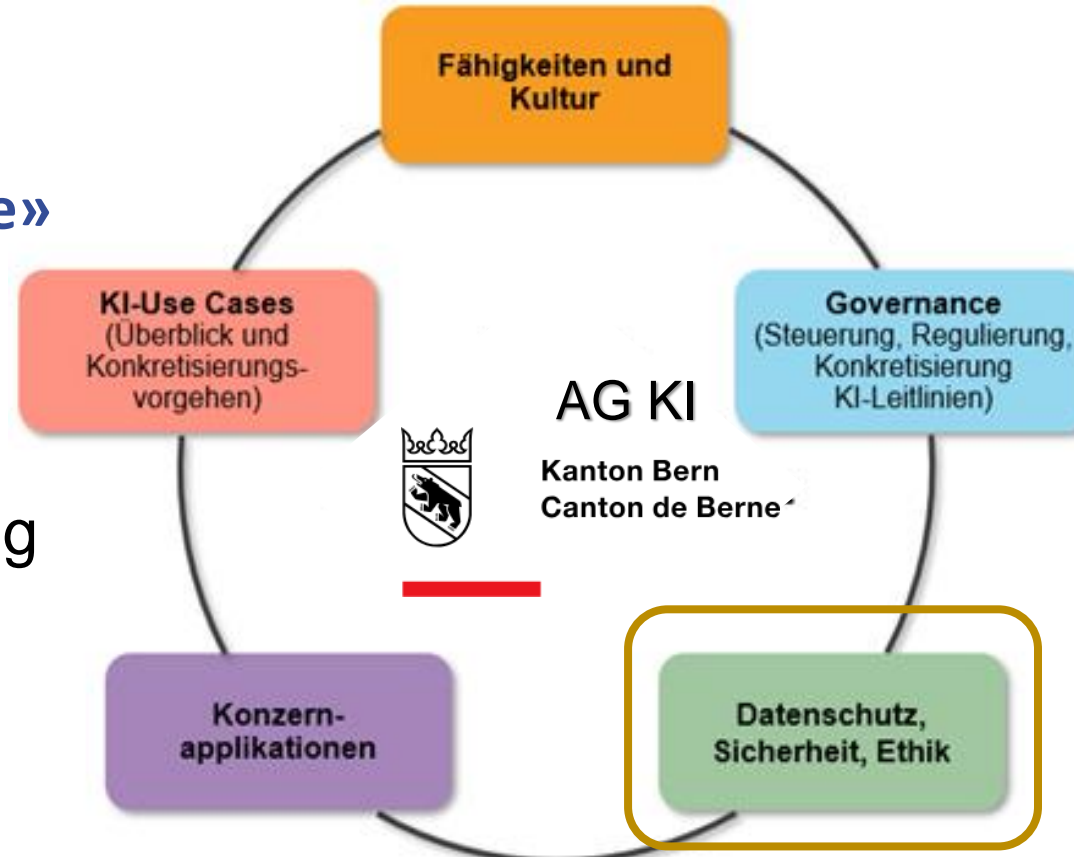 Fähigkeiten und
Kultur
e»
KI-Use Cases
(Überblick und
Konkretisierungs-
vorgehen)
Governance
(Steuerung, Regulierung,
Konkretisierung
KI-Leitlinien)
AG KI
Kanton Bern
Canton de Berne
g
Konzern-
applikationen
Datenschutz,
Sicherheit, Ethik